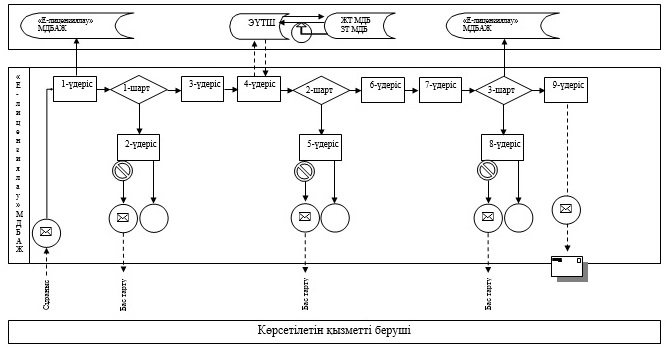 «Е-лицензиялау»
МДБАЖ
ЭҮТШ
ЖТ МДБ
ЗТ МДБ
«Е-лицензиялау»
МДБАЖ
«Е-лицензиялау» МДБАЖ
1-үдеріс
1-шарт
3-үдеріс
4-үдеріс
2-шарт
6-үдеріс
7-үдеріс
3-шарт
9-үдеріс
2-үдеріс
5-үдеріс
8-үдеріс
Сұраныс
Бас тарту
Бас тарту
Бас тарту
Көрсетілетін қызметті беруші